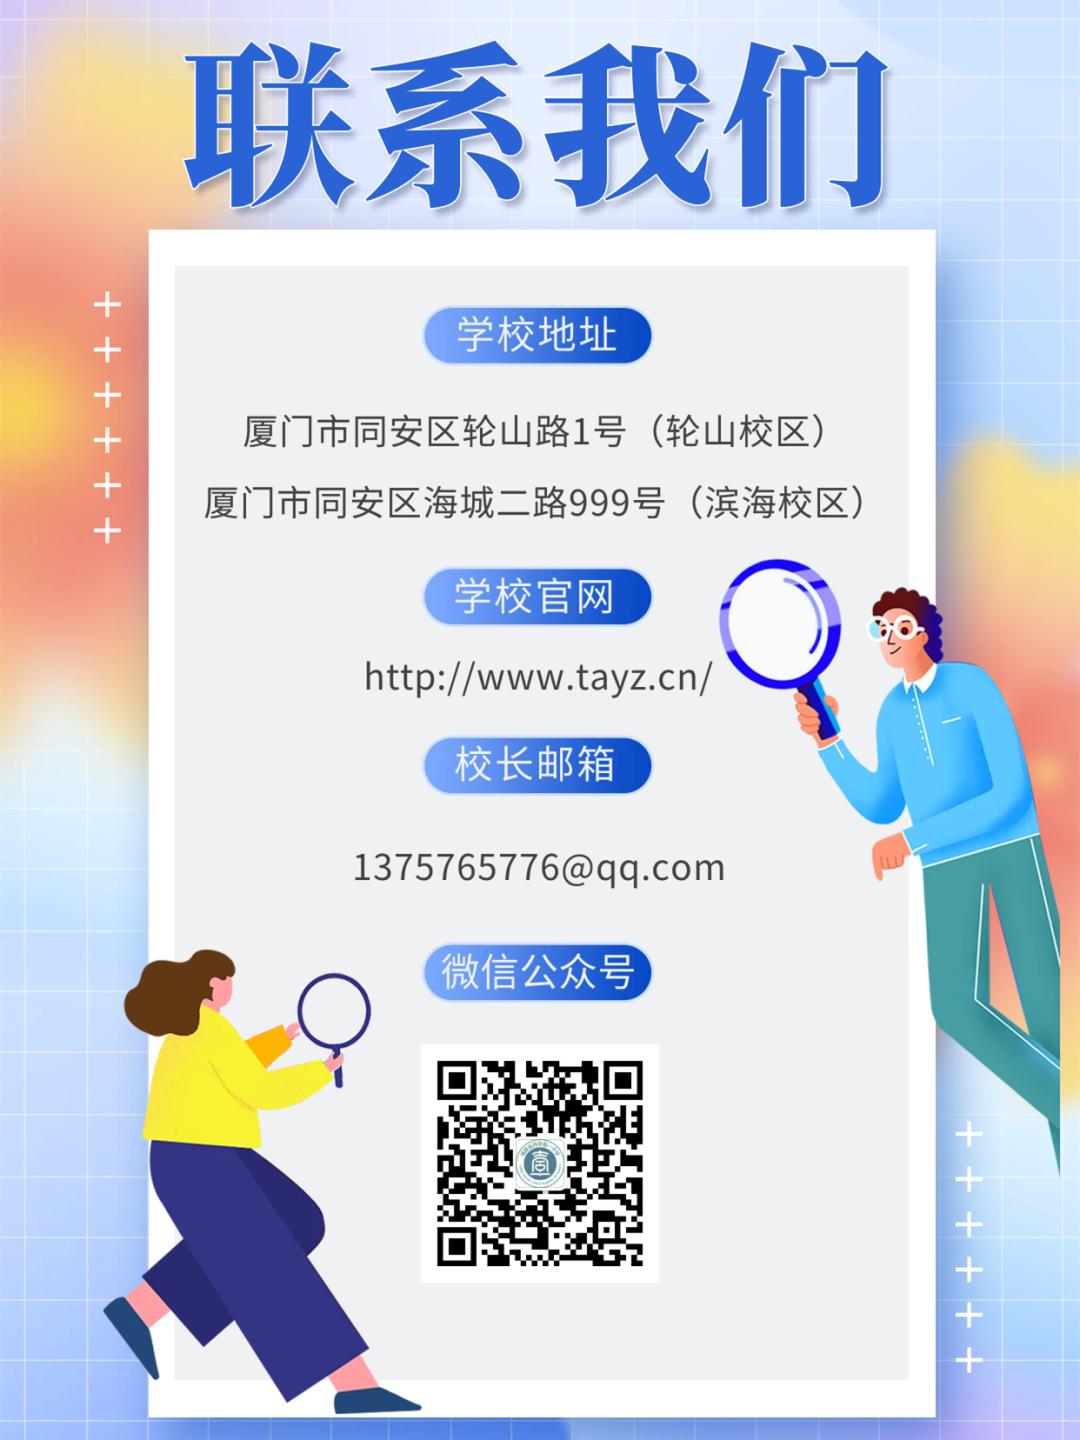 联系我们
学校地址
厦门市同安区轮山路1号（轮山校区）
厦门市同安区海城二路999号（滨海校区）
学校官网
http://www.tayz.cn/
校长邮箱
1375765776@qq.com
微信公众号